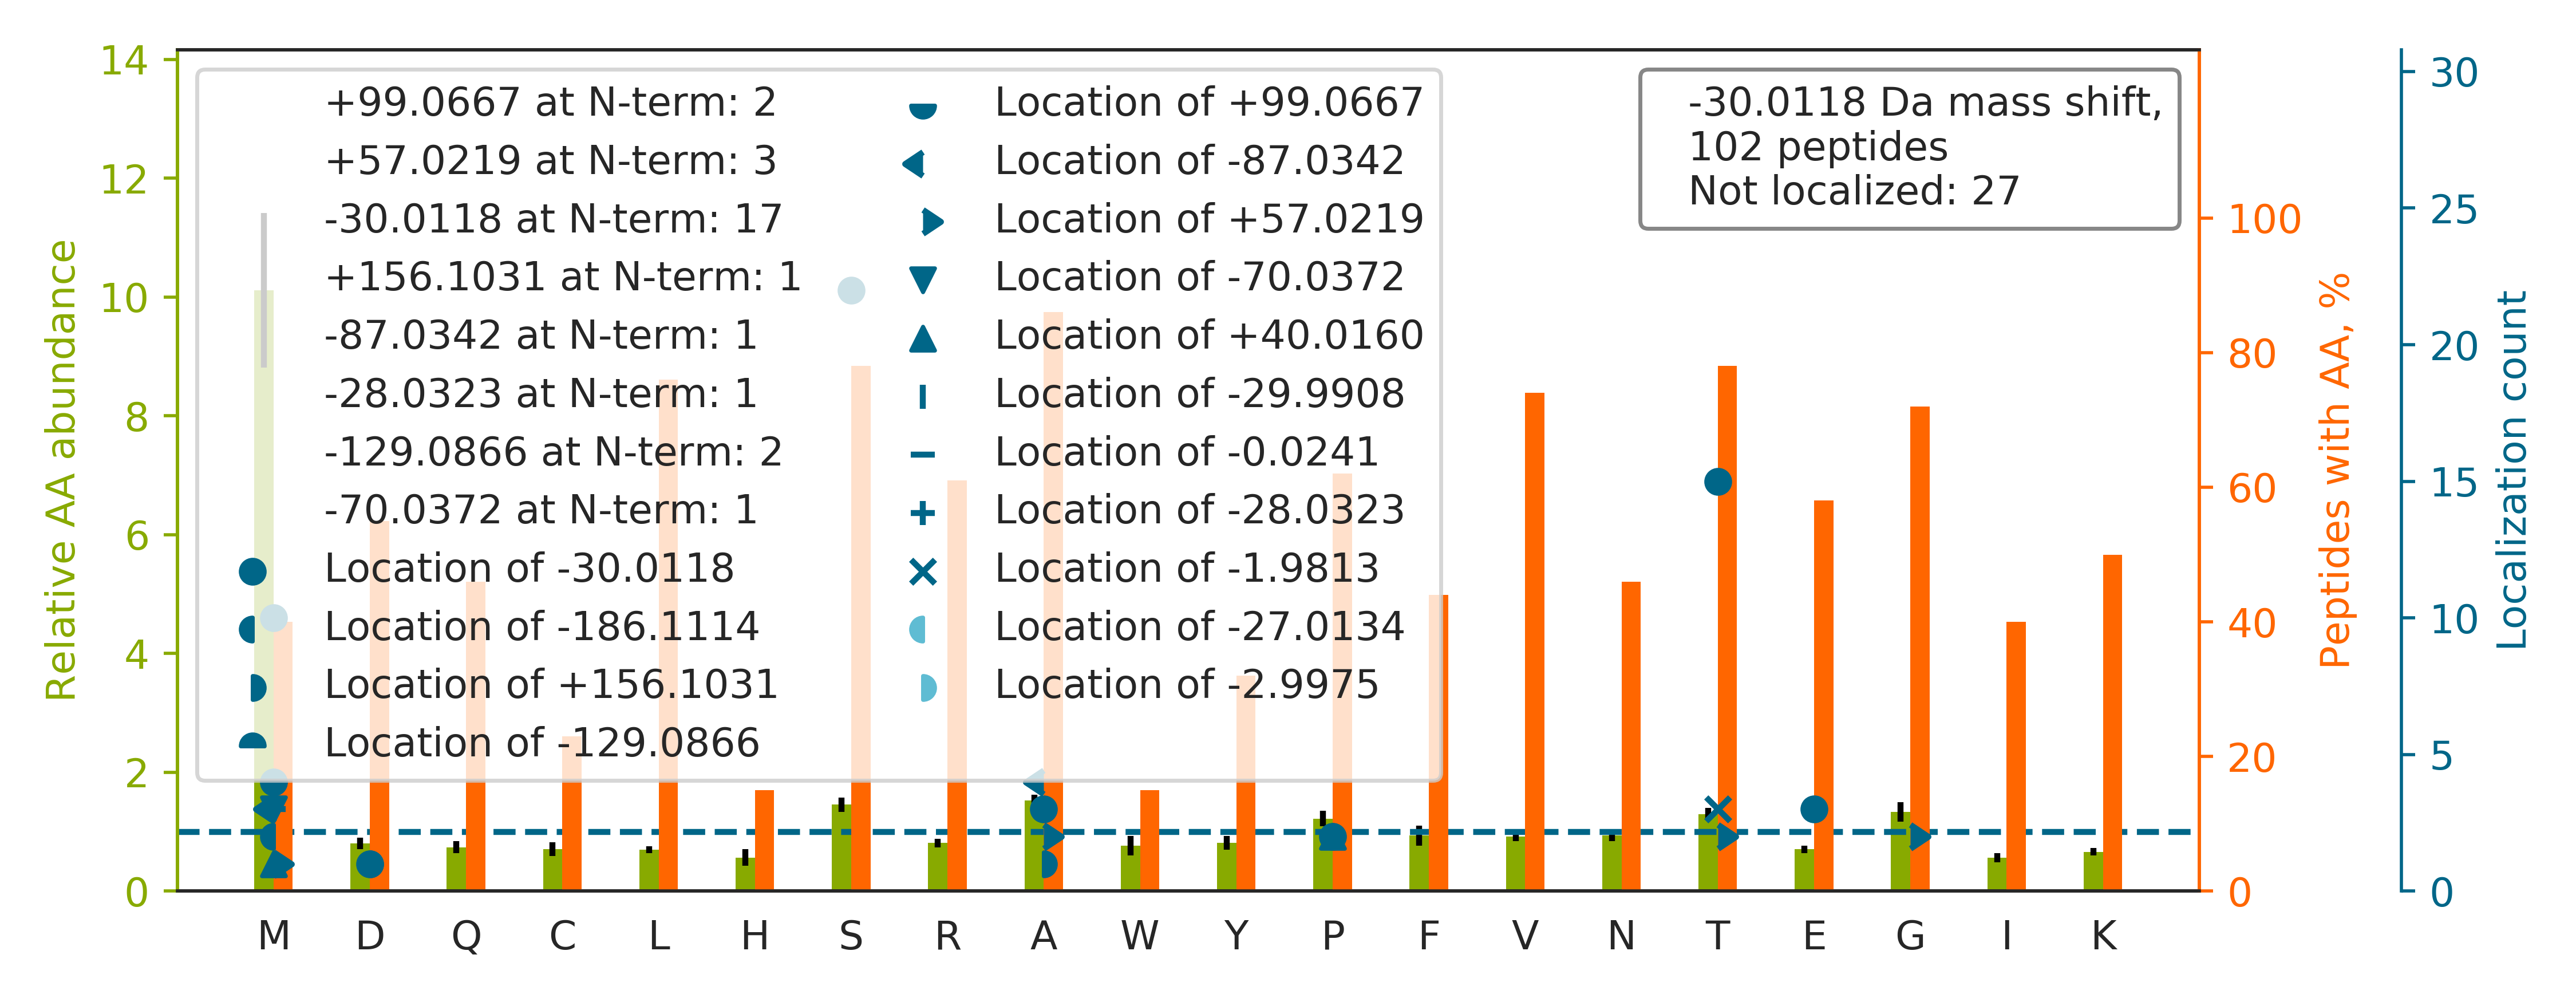 Relative AA abundance
14
12
10
8
6
4
2
0
+99.0667 at N-term: 2
+57.0219 at N-term: 3
-30.0118 at N-term: 17
+156.1031 at N-term: 1
-87.0342 at N-term: 1
-28.0323 at N-term: 1
-129.0866 at N-term: 2
-70.0372 at N-term: 1
Location of -30.0118
Location of -186.1114
Location of +156.1031
Location of -129.0866
Location of +99.0667
Location of -87.0342
Location of +57.0219
Location of -70.0372
Location of +40.0160
Location of -29.9908
Location of -0.0241
Location of -28.0323
Location of -1.9813
Location of -27.0134
Location of -2.9975
-30.0118 Da mass shift,
102 peptides
Not localized: 27
100
80
60
40
20
0
Peptides with AA, %
30
25
20
15
10
5
0
Localization count
M D Q C L H S R A W Y P F V N T E G I K